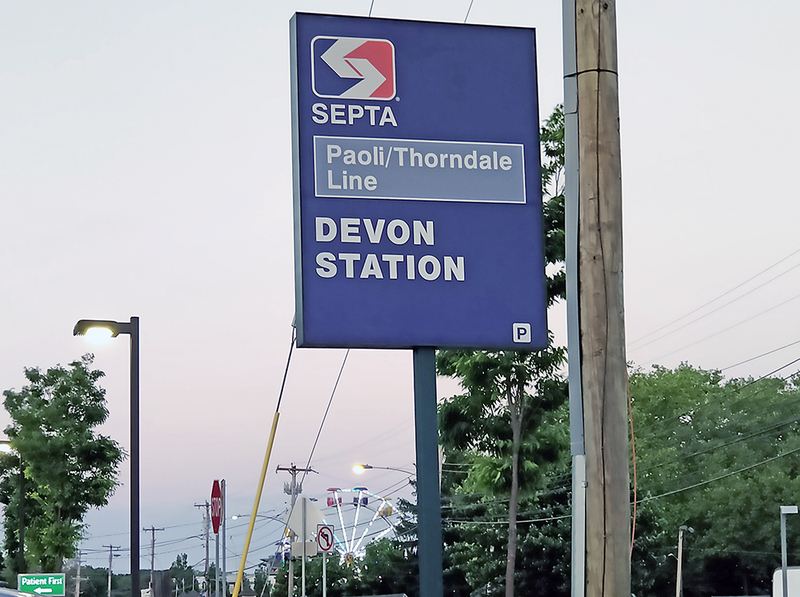 SEPTA
Paoli/Thorndale
Line
DEVON
STATION
P
STOP
Patient First